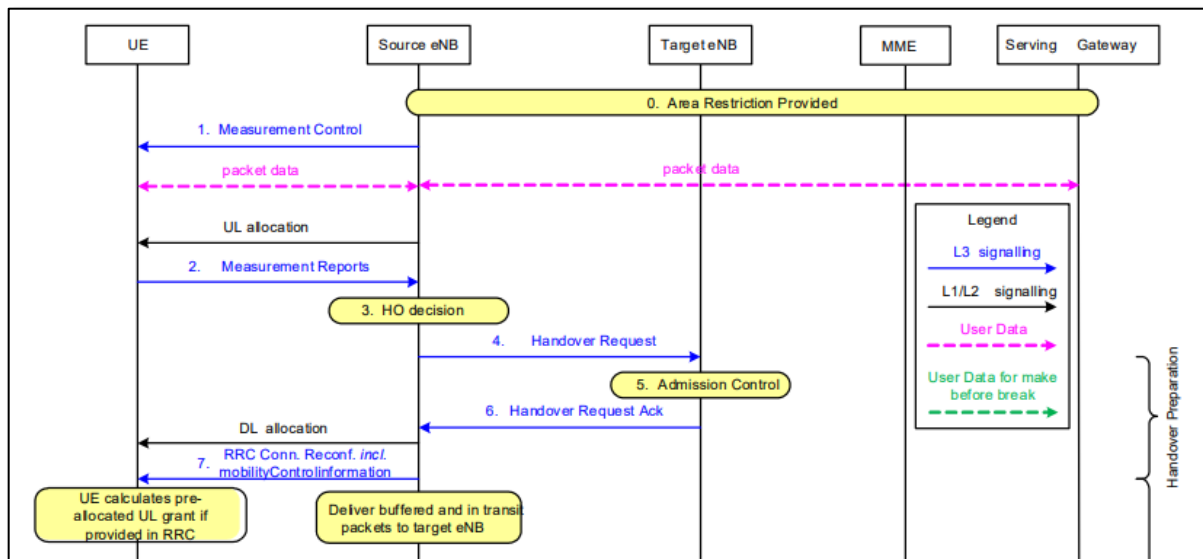 UE
Source eNB
Target eNB
MME
Serving Gateway
0. Area Restriction Provided
1. Measurement Control
packet data
packet data
UL allocation
Legend
L3 signalling
2. Measurement Reports
L1/L2 signalling
3. HO decision
User Data
4. Handover Request
5. Admission Control
User Data for make
before break
6. Handover Request Ack
DL allocation
7. RRC Conn. Reconf. incl.
mobilityControlinformation
Handover Preparation
UE calculates pre-
allocated UL grant if
provided in RRC
Deliver buffered and in transit
packets to target eNB